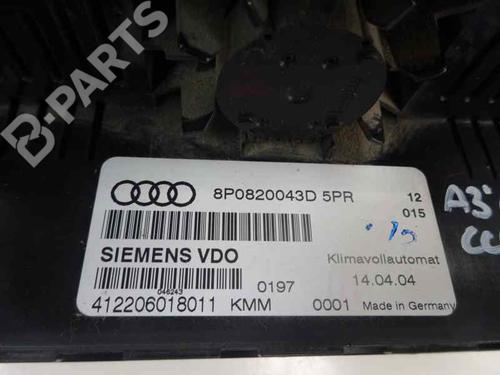 B-PARTS
8P0820043D 5PR
12
015
SIEMENS VDO
Klimavollautomat
046243
0197
14.04.04
412206018011 KMM
0001
Made in Germany
A3'